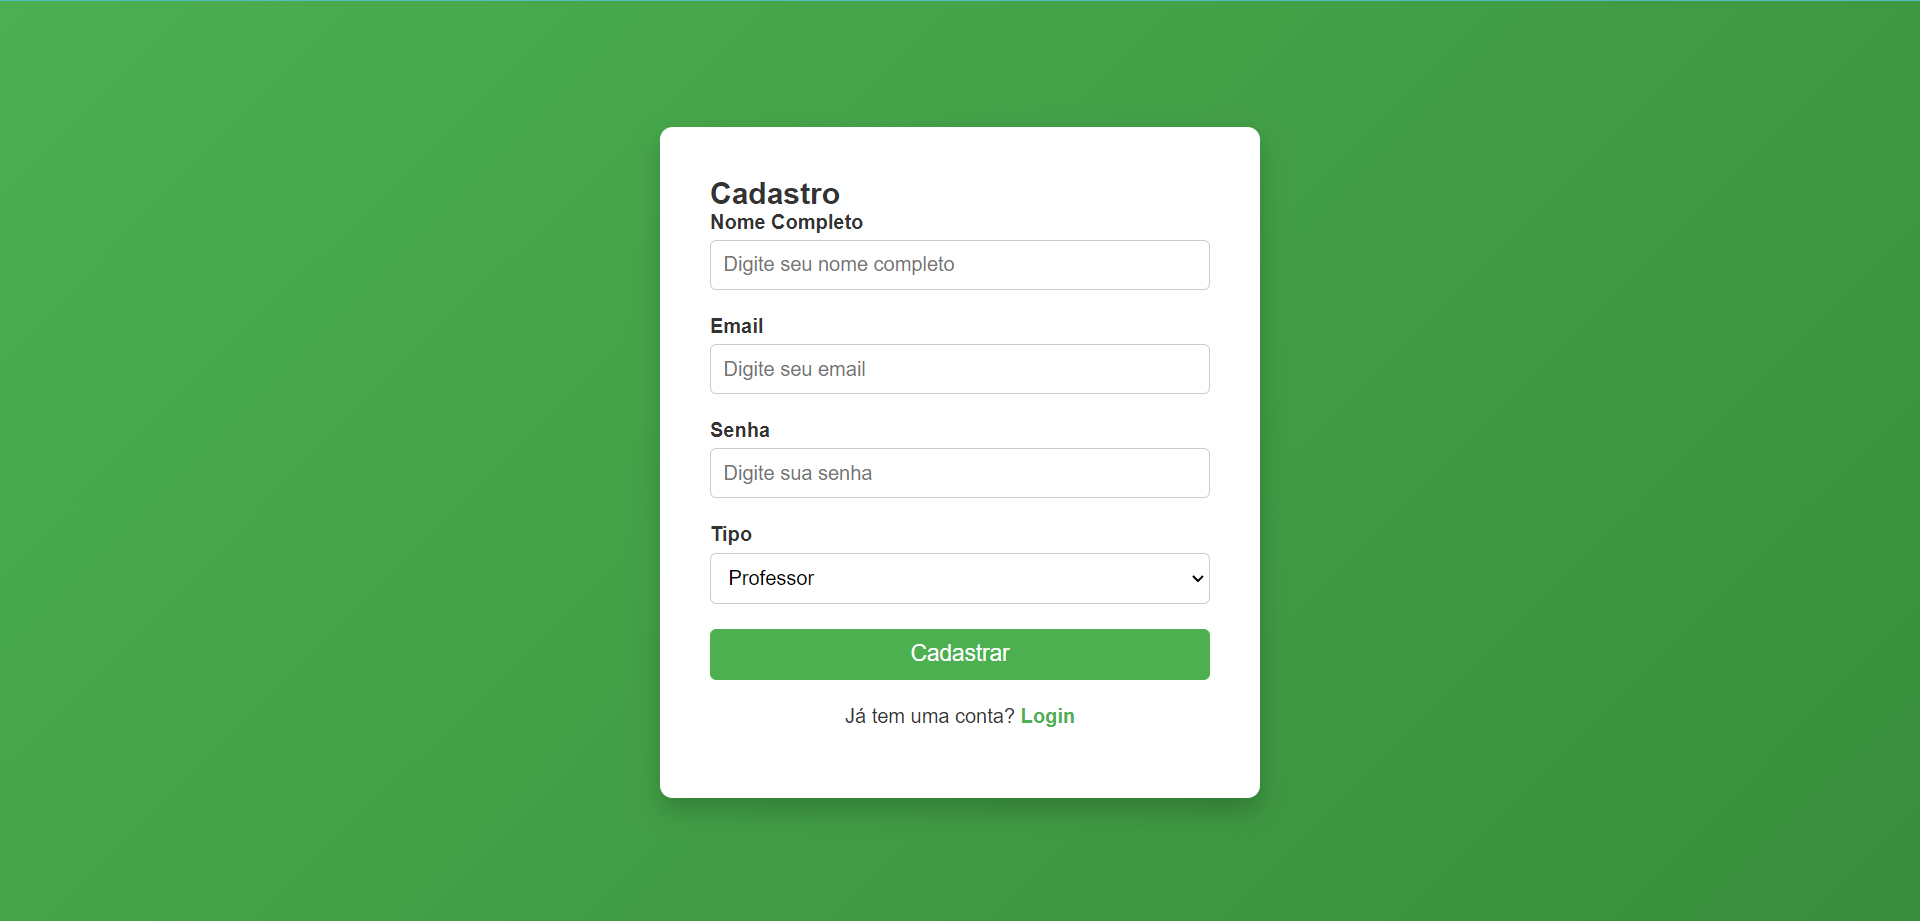 Cadastro
Nome Completo
Digite seu nome completo
Email
Digite seu email
Senha
Digite sua senha
Tipo
Professor
Cadastrar
Já tem uma conta? Login